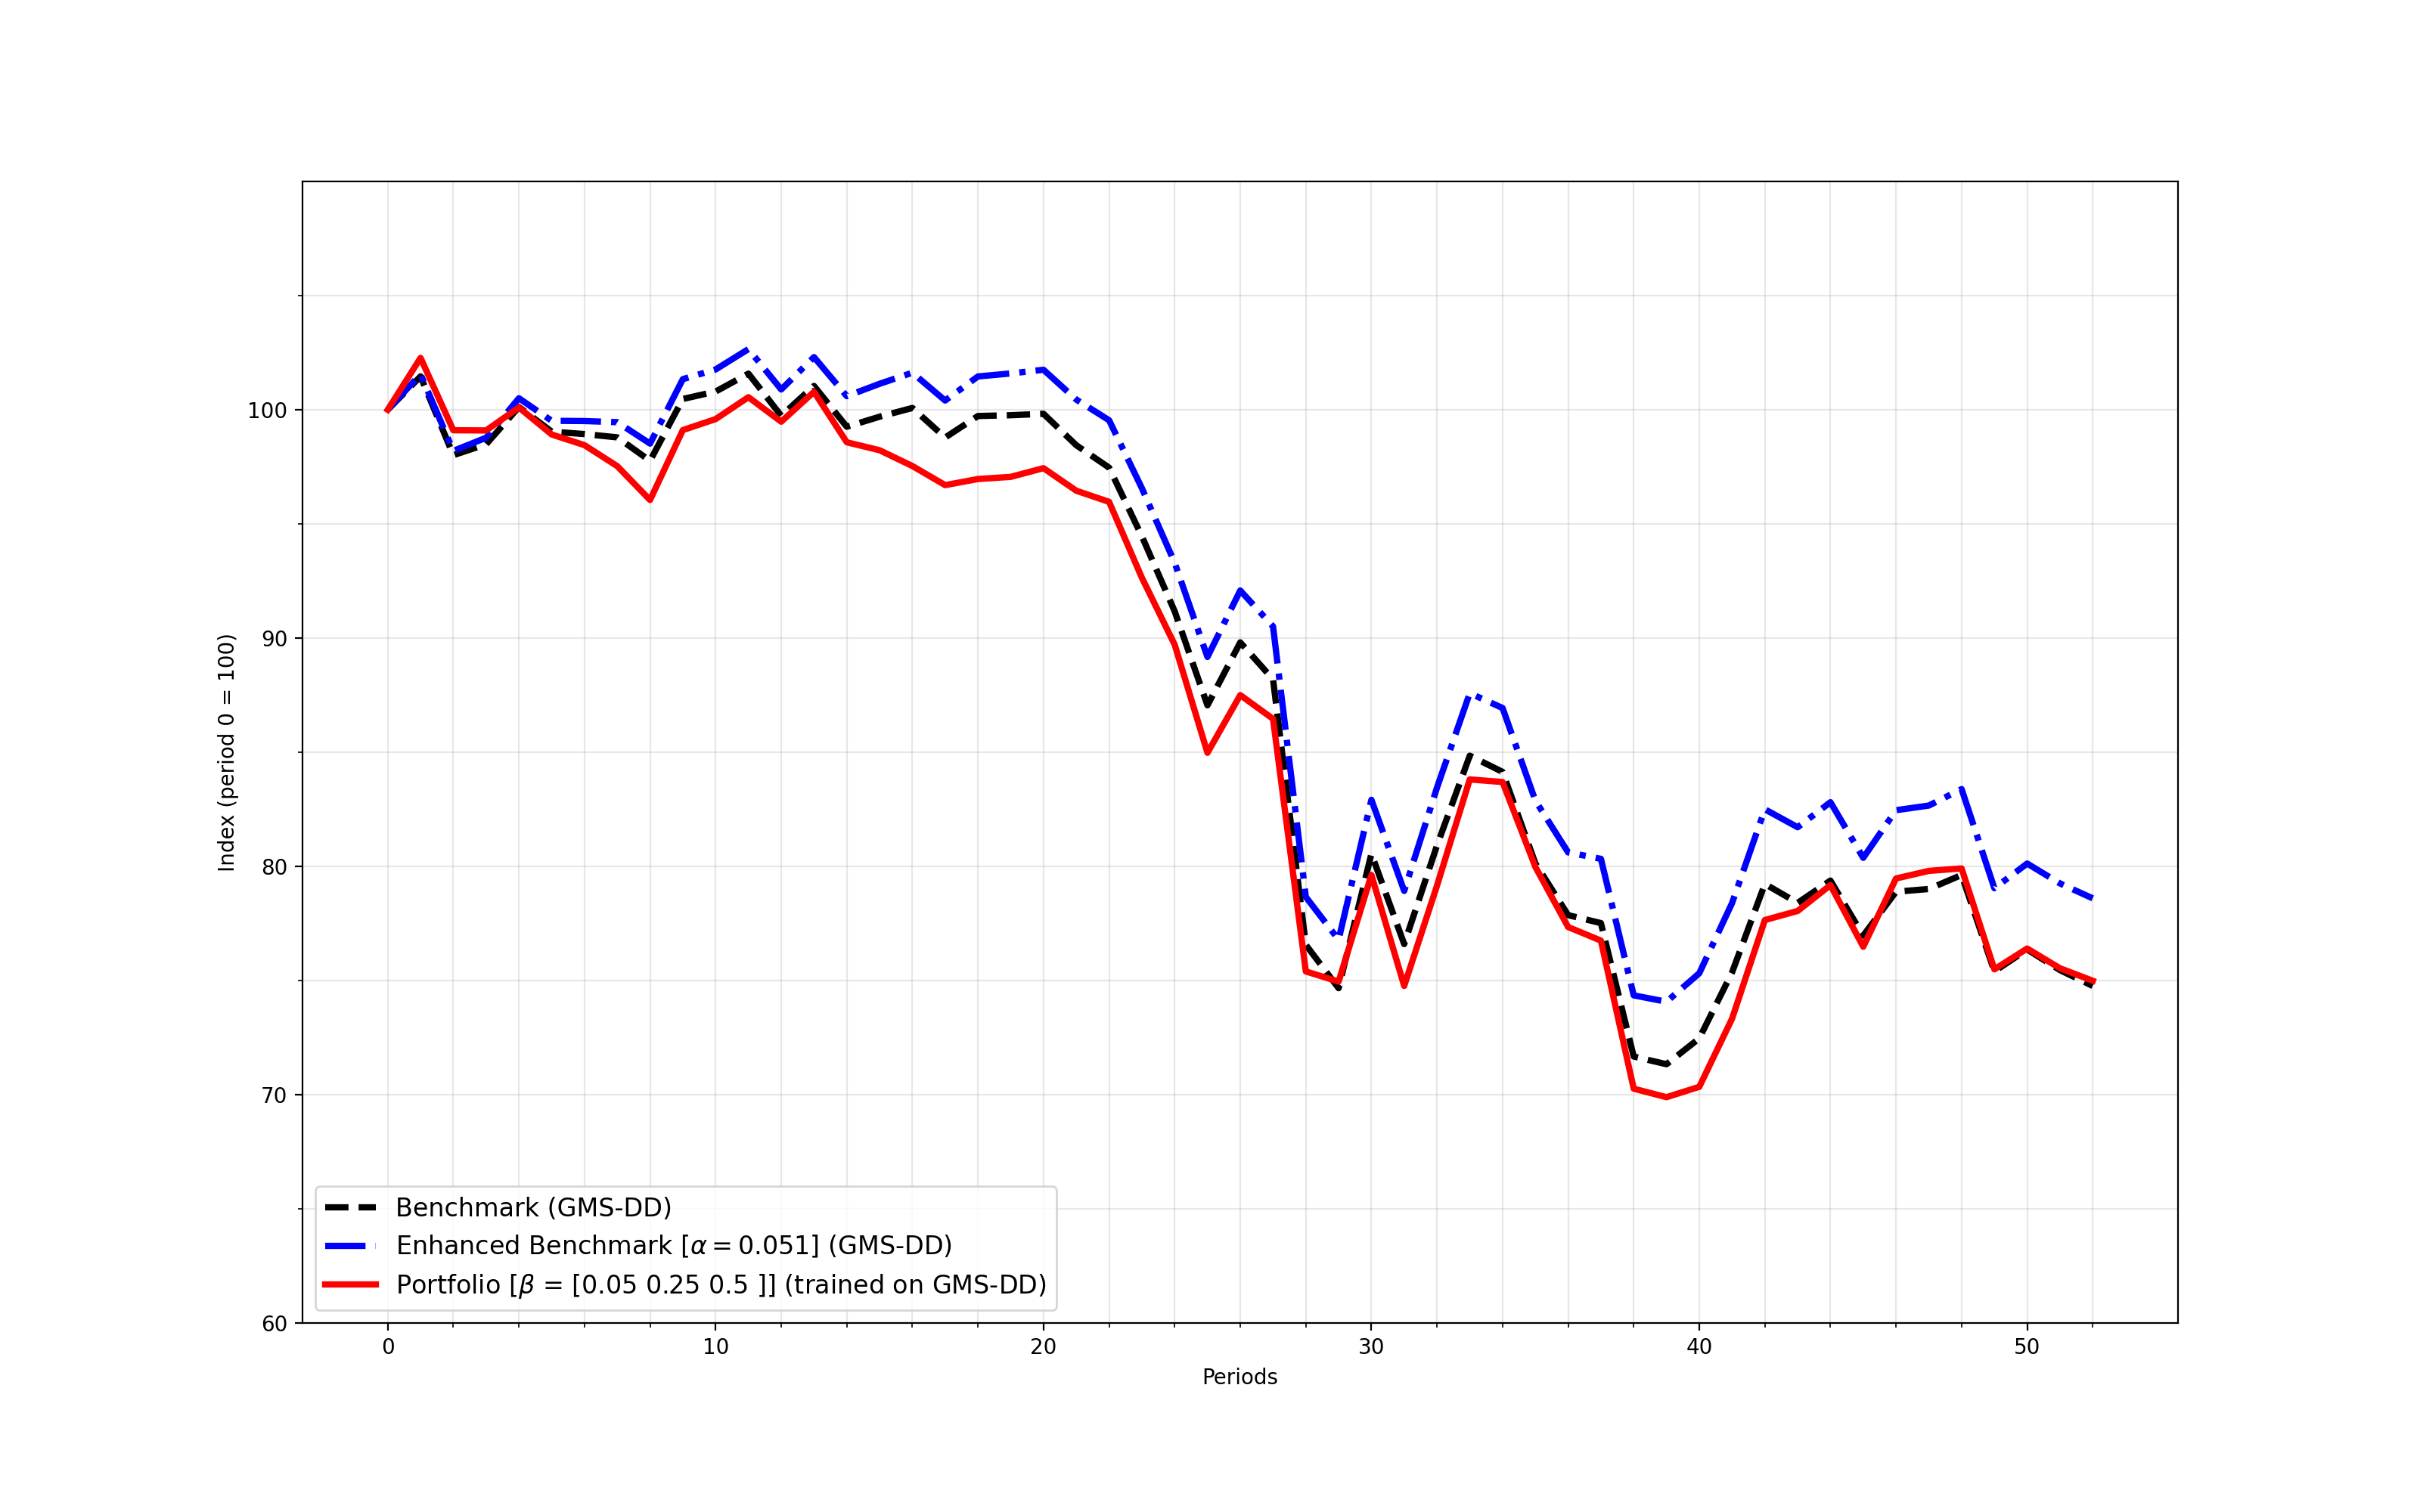 100
90
80
70
60
Index (period 0 = 100)
Benchmark (GMS-DD)
Enhanced Benchmark [α = 0.051] (GMS-DD)
Portfolio [β = [0.05 0.25 0.5 ]] (trained on GMS-DD)
0 10 20 30 40 50
Periods